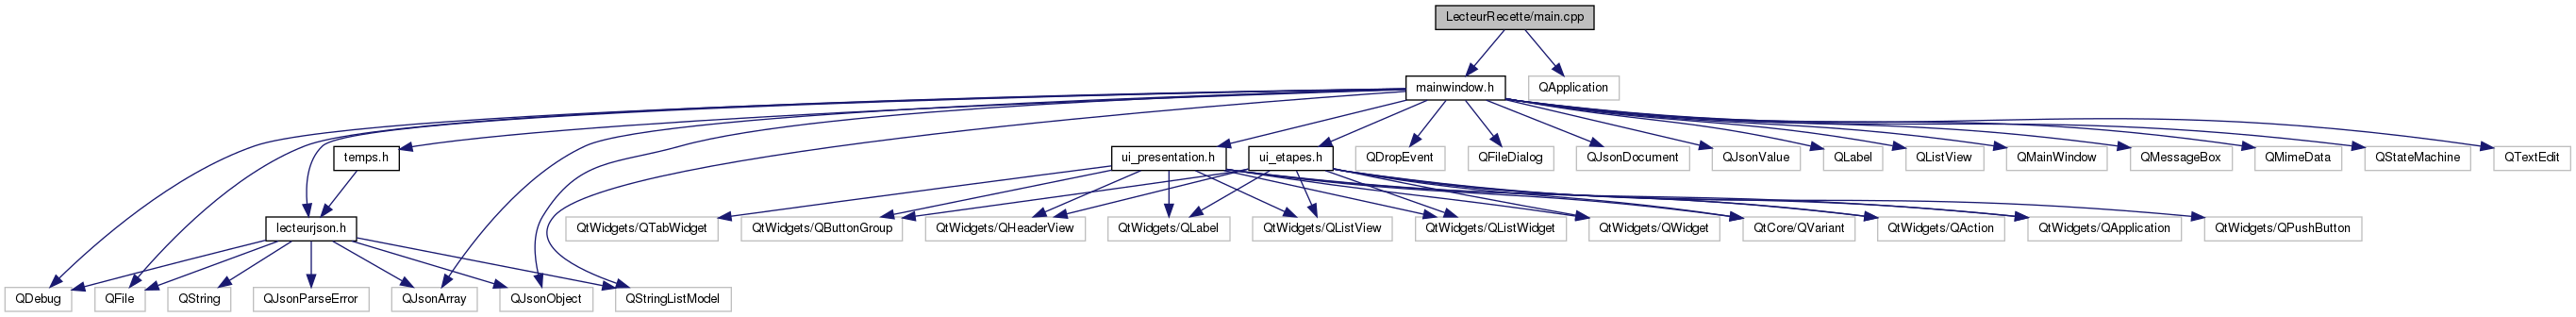 LecteurRecette/main.cpp
mainwindow.h
QApplication
temps.h
ui_presentation.h
ui_etapes.h
QDropEvent
QFileDialog
QJsonDocument
QJsonValue
QLabel
QListView
QMainWindow
QMessageBox
QMimeData
QStateMachine
QTextEdit
lecteurjson.h
QtWidgets/QTabWidget
QtWidgets/QButtonGroup
QtWidgets/QHeaderView
QtWidgets/QLabel
QtWidgets/QListView
QtWidgets/QListWidget
QtWidgets/QWidget
QtCore/QVariant
QtWidgets/QAction
QtWidgets/QApplication
QtWidgets/QPushButton
QDebug
QFile
QString
QJsonParseError
QJsonArray
QJsonObject
QStringListModel